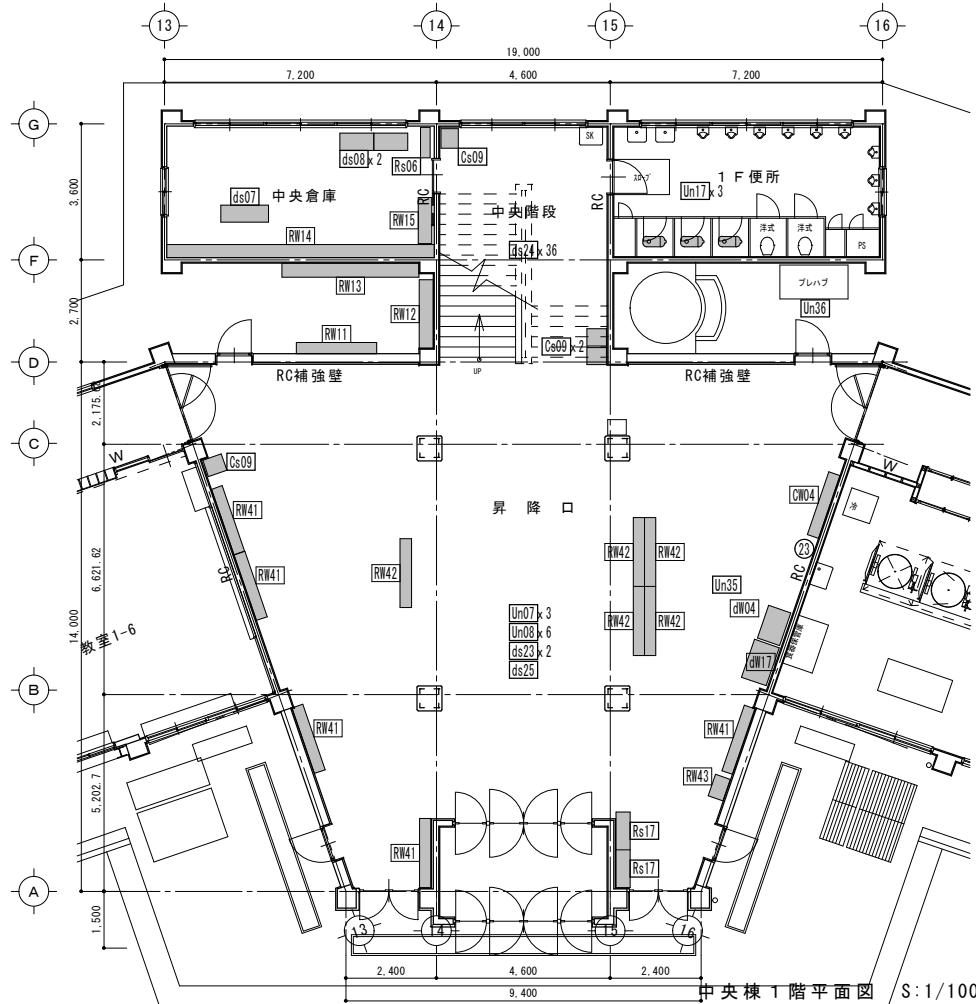 13
14
15
16
19,000
7,200
4,600
7,200
G
ds08 x 2
Rs06
Cs09
SK
スロープ
1F便所
Un17 x 3
3,600
中央倉庫
RC
RC
ds07
中央階段
RW15
RW14
ds24 x 36
洋式
洋式
PS
F
RW13
プレハブ
2,700
RW12
Un36
RW11
Cs09 x 2
D
UP
RC補強壁
RC補強壁
C
W
Cs09
W
RW41
CW04
冷
昇降口
23
6,621.62
RW42
RW42
RW42
RC
RC
RW41
Un35
14,000
Un07 x 3
dW04
Un08 x 6
RW42
RW42
教室1-6
ds23 x 2
食器保管庫
ds25
dW17
B
RW41
RW41
RW43
5,202.7
Rs17
RW41
Rs17
A
1,500
13
14
15
16
2,400
4,600
2,400
9,400
中央棟1階平面図 S:1/100